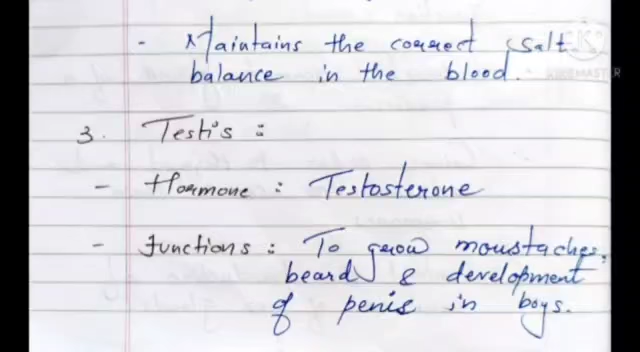 - Maintains the correct salt
balance in the blood.
3. Testis :
- Hormone : Testosterone
- Functions : To grow moustaches,
beard & development
of penis in boys.
K
KINEMASTER